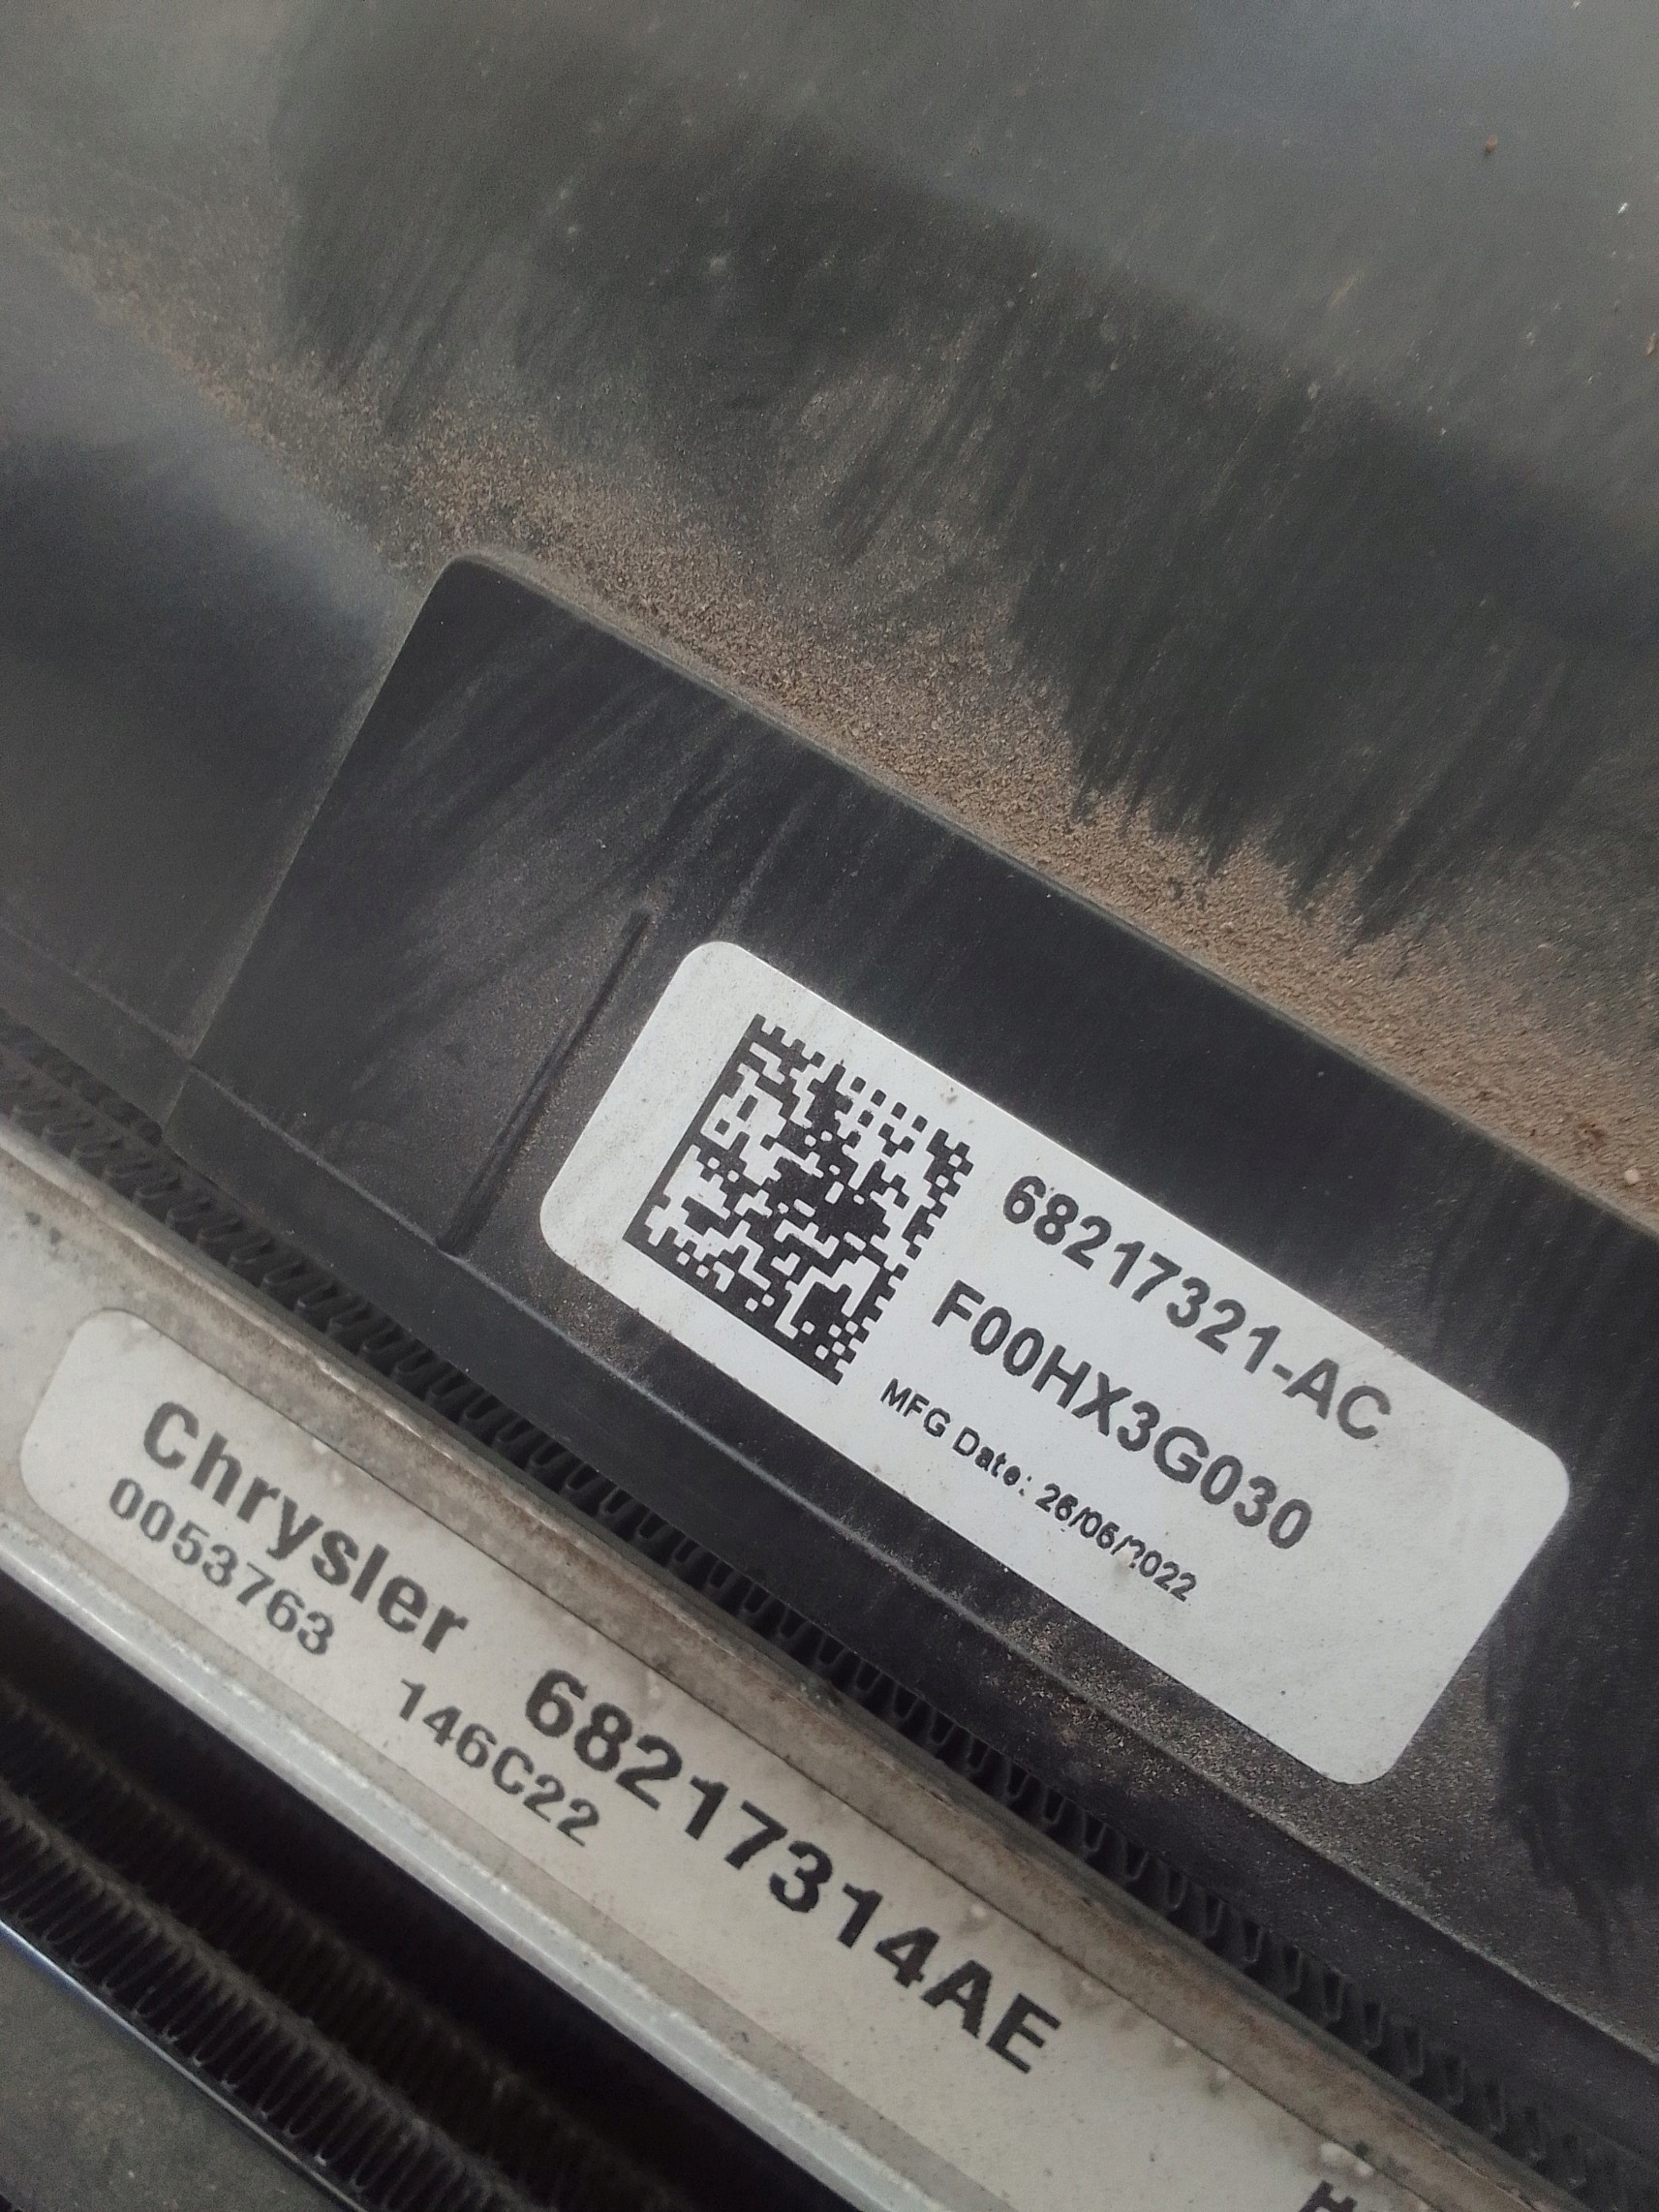 68217321-AC
F00HX3G030
MFG Date: 26/06/2022
Chrysler 68217314AE
0053763 146C22